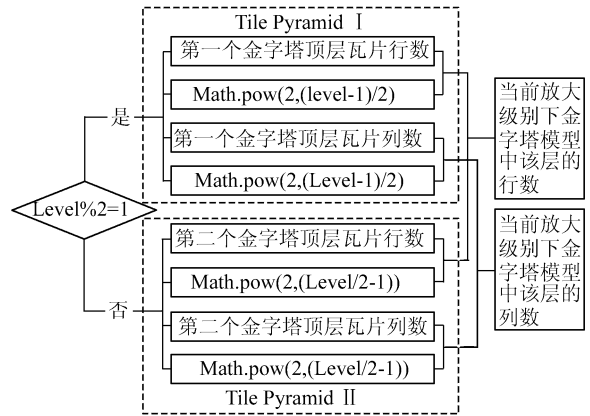 Tile Pyramid Ⅰ
第一个金字塔顶层瓦片行数
Math.pow(2,(level-1)/2)
第一个金字塔顶层瓦片列数
Math.pow(2,(Level-1)/2)
是
Level%2=1
否
第二个金字塔顶层瓦片行数
Math.pow(2,(Level/2-1))
第二个金字塔顶层瓦片列数
Math.pow(2,(Level/2-1))
Tile Pyramid Ⅱ
当前放大
级别下金
字塔模型
中该层的
行数
当前放大
级别下金
字塔模型
中该层的
列数